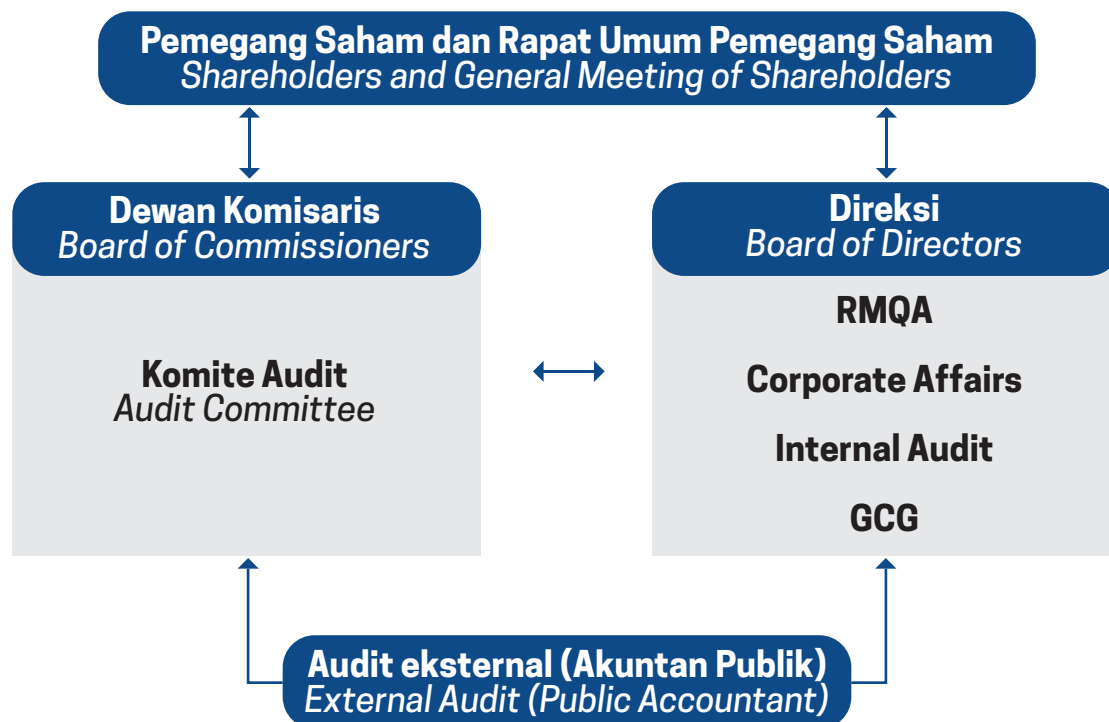 Pemegang Saham dan Rapat Umum Pemegang Saham
Shareholders and General Meeting of Shareholders
Dewan Komisaris
Board of Commissioners
Komite Audit
Audit Committee
Direksi
Board of Directors
RMQA
Corporate Affairs
Internal Audit
GCG
Audit eksternal (Akuntan Publik)
External Audit (Public Accountant)